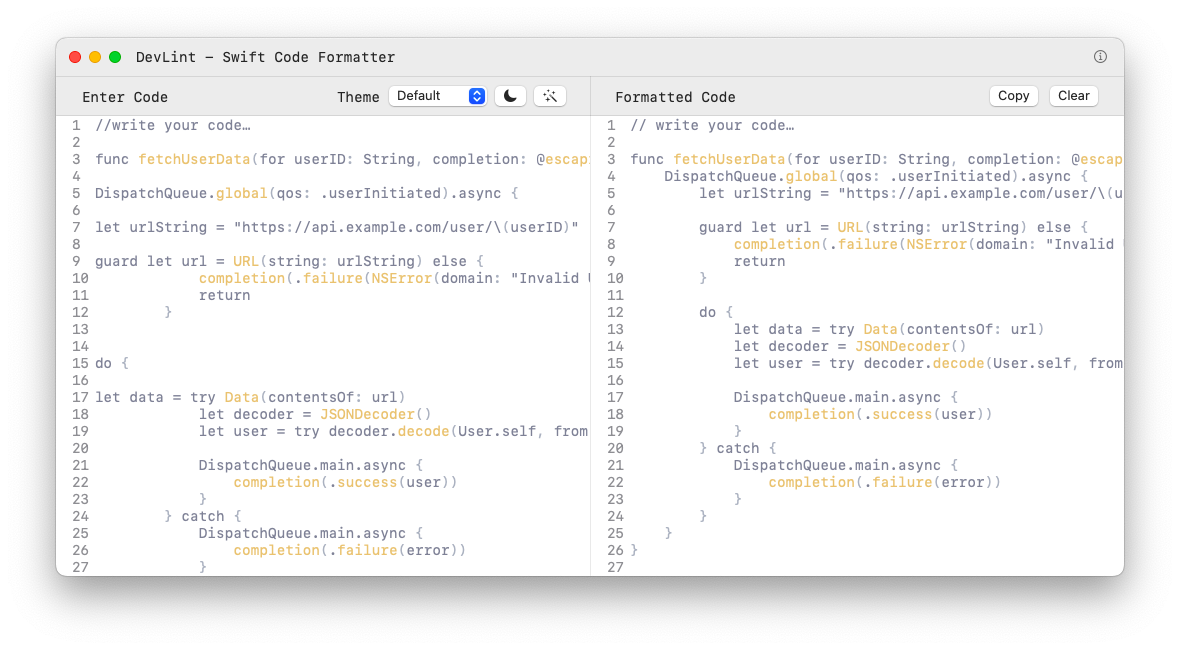 DevLint – Swift Code Formatter
Enter Code
Theme
Default
1 //write your code…
2
3 func fetchUserData(for userID: String, completion: @escap
4
5 DispatchQueue.global(qos: .userInitiated).async {
6
7 let urlString = "https://api.example.com/user/\(userID)"
8
9 guard let url = URL(string: urlString) else {
10             completion(.failure(NSError(domain: "Invalid
11             return
12         }
13
14
15 do {
16
17 let data = try Data(contentsOf: url)
18             let decoder = JSONDecoder()
19             let user = try decoder.decode(User.self, from
20
21             DispatchQueue.main.async {
22                 completion(.success(user))
23             }
24         } catch {
25             DispatchQueue.main.async {
26                 completion(.failure(error))
27             }
Formatted Code
Copy
Clear
1 // write your code…
2
3 func fetchUserData(for userID: String, completion: @escap
4     DispatchQueue.global(qos: .userInitiated).async {
5         let urlString = "https://api.example.com/user/\(u
6
7         guard let url = URL(string: urlString) else {
8             completion(.failure(NSError(domain: "Invalid
9             return
10         }
11
12         do {
13             let data = try Data(contentsOf: url)
14             let decoder = JSONDecoder()
15             let user = try decoder.decode(User.self, from
16
17             DispatchQueue.main.async {
18                 completion(.success(user))
19             }
20         } catch {
21             DispatchQueue.main.async {
22                 completion(.failure(error))
23             }
24         }
25     }
26 }
27